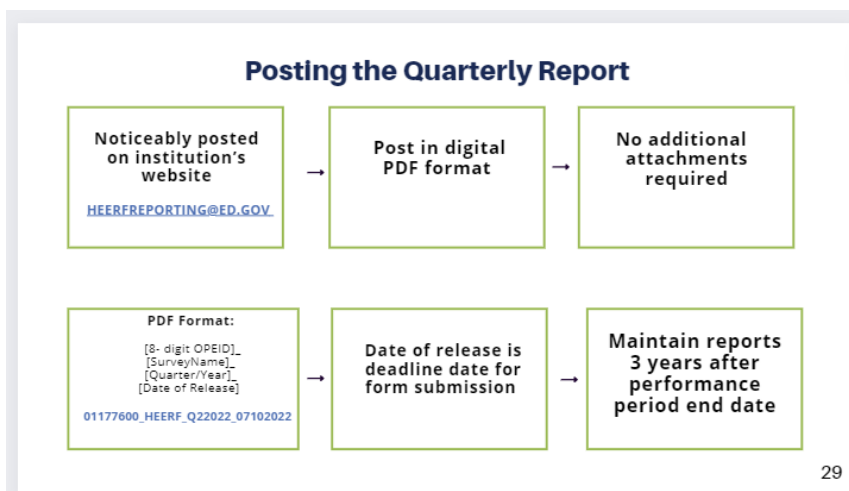 Posting the Quarterly Report
Noticeably posted
on institution's
website
HEERFREPORTING@ED.GOV
Post in digital
PDF format
No additional
attachments
required
PDF Format:
[8- digit OPEID]_
[SurveyName]_
[Quarter/Year]_
[Date of Release]
01177600_HEERF_Q22022_07102022
Date of release is
deadline date for
form submission
Maintain reports
3 years after
performance
period end date
29